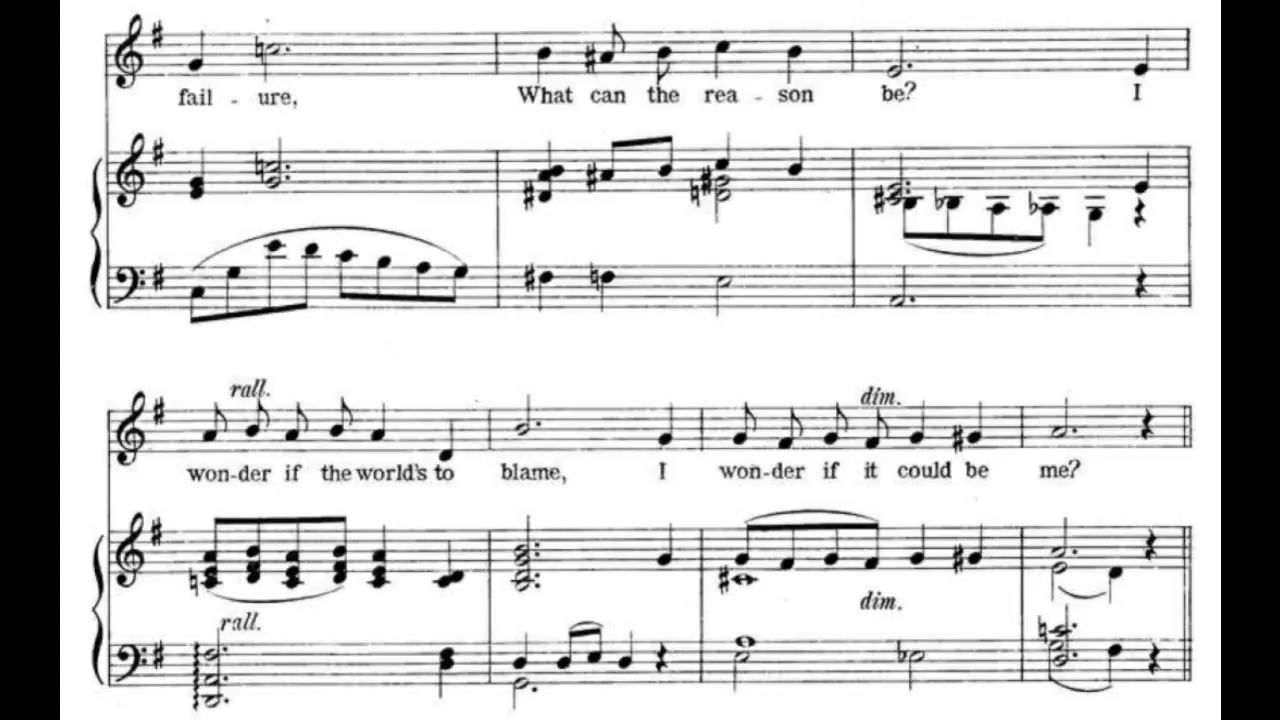 fail - ure, What can the rea - son be? I
rall.
dim.
won-der if the world's to blame, I won-der if it could be me?
dim.
rall.